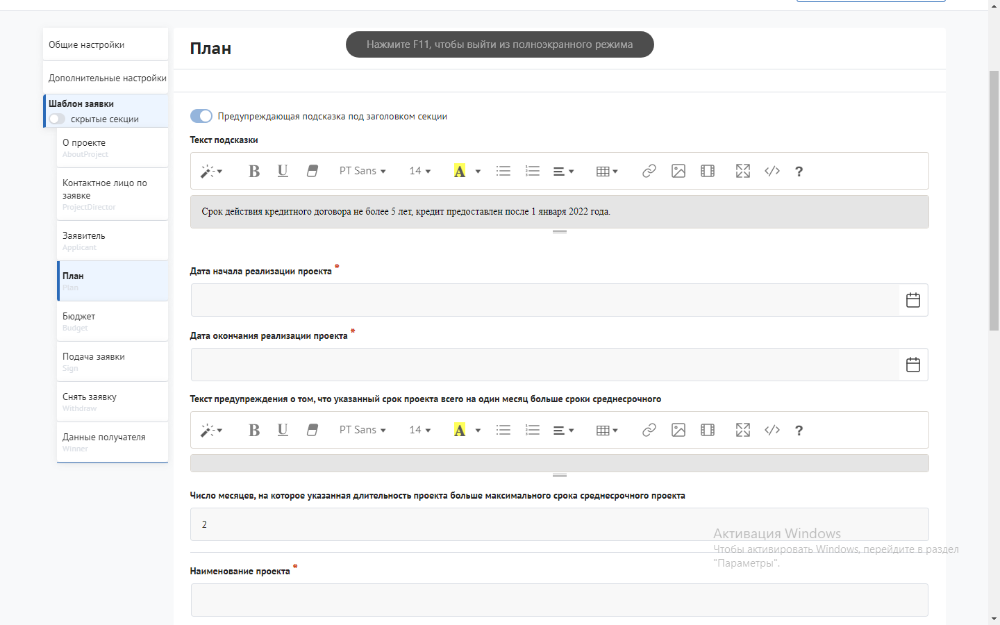 Нажмите F11, чтобы выйти из полноэкранного режима
Общие настройки
Дополнительные настройки
Шаблон заявки
скрытые секции
О проекте
AboutProject
Контактное лицо по
заявке
ProjectDirector
Заявитель
Applicant
План
Plan
Бюджет
Budget
Подача заявки
Sign
Снять заявку
Withdraw
Данные получателя
Winner
План
Предупреждающая подсказка под заголовком секции
Текст подсказки
B U PT Sans 14 A ?
Срок действия кредитного договора не более 5 лет, кредит предоставлен после 1 января 2022 года.
Дата начала реализации проекта *
Дата окончания реализации проекта *
Текст предупреждения о том, что указанный срок проекта всего на один месяц больше сроки среднесрочного
B U PT Sans 14 A ?
Число месяцев, на которое указанная длительность проекта больше максимального срока среднесрочного проекта
2
Наименование проекта *
Активация Windows
Чтобы активировать Windows, перейдите в раздел
"Параметры".